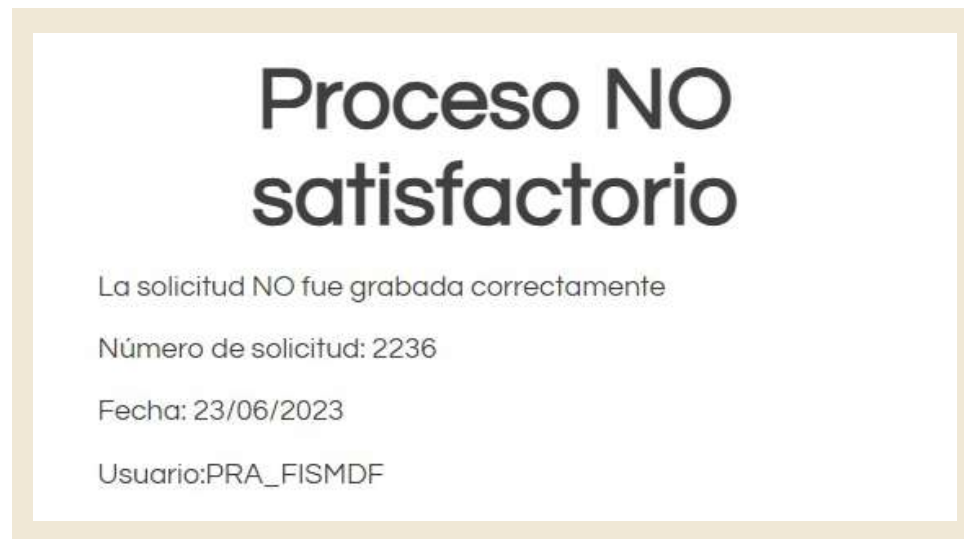 Proceso NO
satisfactorio
La solicitud NO fue grabada correctamente
Número de solicitud: 2236
Fecha: 23/06/2023
Usuario:PRA_FISMDF